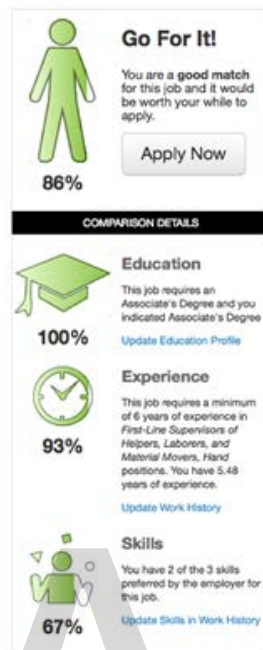 Go For It!
You are a good match
for this job and it would
be worth your while to
apply.
Apply Now
86%
COMPARISON DETAILS
Education
This job requires an
Associate's Degree and you
indicated Associate's Degree
100%
Update Education Profile
Experience
This job requires a minimum
of 6 years of experience in
First-Line Supervisors of
Helpers, Laborers, and
Material Movers, Hand
positions. You have 5.48
years of experience.
93%
Update Work History
Skills
You have 2 of the 3 skills
preferred by the employer for
this job.
67%
Update Skills in Work History